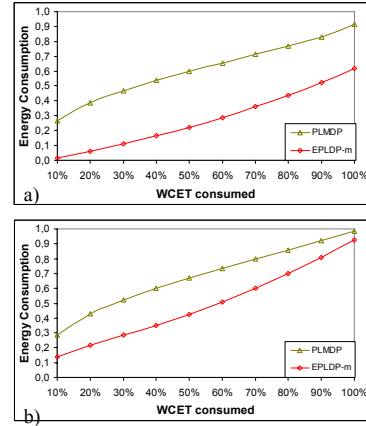 1,0
0,9
0,8
0,7
0,6
0,5
0,4
0,3
0,2
0,1
0,0
Energy Consumption
PLMDP
EPLDP-m
10% 20% 30% 40% 50% 60% 70% 80% 90% 100%
a) WCET consumed
1,0
0,9
0,8
0,7
0,6
0,5
0,4
0,3
0,2
0,1
0,0
Energy Consumption
PLMDP
EPLDP-m
10% 20% 30% 40% 50% 60% 70% 80% 90% 100%
b) WCET consumed